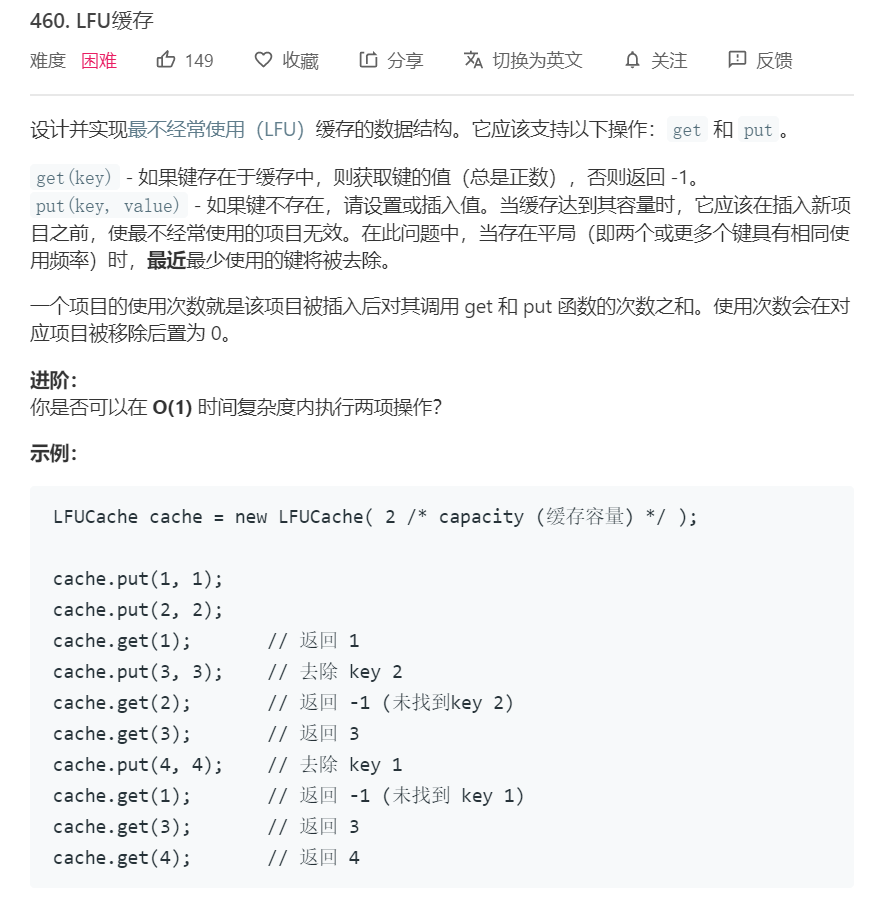 460. LFU缓存
难度 困难 149 收藏 分享 切换为英文 关注 反馈
设计并实现最不经常使用（LFU）缓存的数据结构。它应该支持以下操作：get 和 put 。
get(key) - 如果键存在于缓存中，则获取键的值（总是正数），否则返回 -1。
put(key, value) - 如果键不存在，请设置或插入值。当缓存达到其容量时，它应该在插入新项
目之前，使最不经常使用的项目无效。在此问题中，当存在平局（即两个或更多个键具有相同使
用频率）时，最近最少使用的键将被去除。
一个项目的使用次数就是该项目被插入后对其调用 get 和 put 函数的次数之和。使用次数会在对
应项目被移除后置为 0。
进阶：
你是否可以在 O(1) 时间复杂度内执行两项操作？
示例：
LFUCache cache = new LFUCache( 2 /* capacity (缓存容量) */ );
cache.put(1, 1);
cache.put(2, 2);
cache.get(1);       // 返回 1
cache.put(3, 3);    // 去除 key 2
cache.get(2);       // 返回 -1 (未找到key 2)
cache.get(3);       // 返回 3
cache.put(4, 4);    // 去除 key 1
cache.get(1);       // 返回 -1 (未找到 key 1)
cache.get(3);       // 返回 3
cache.get(4);       // 返回 4